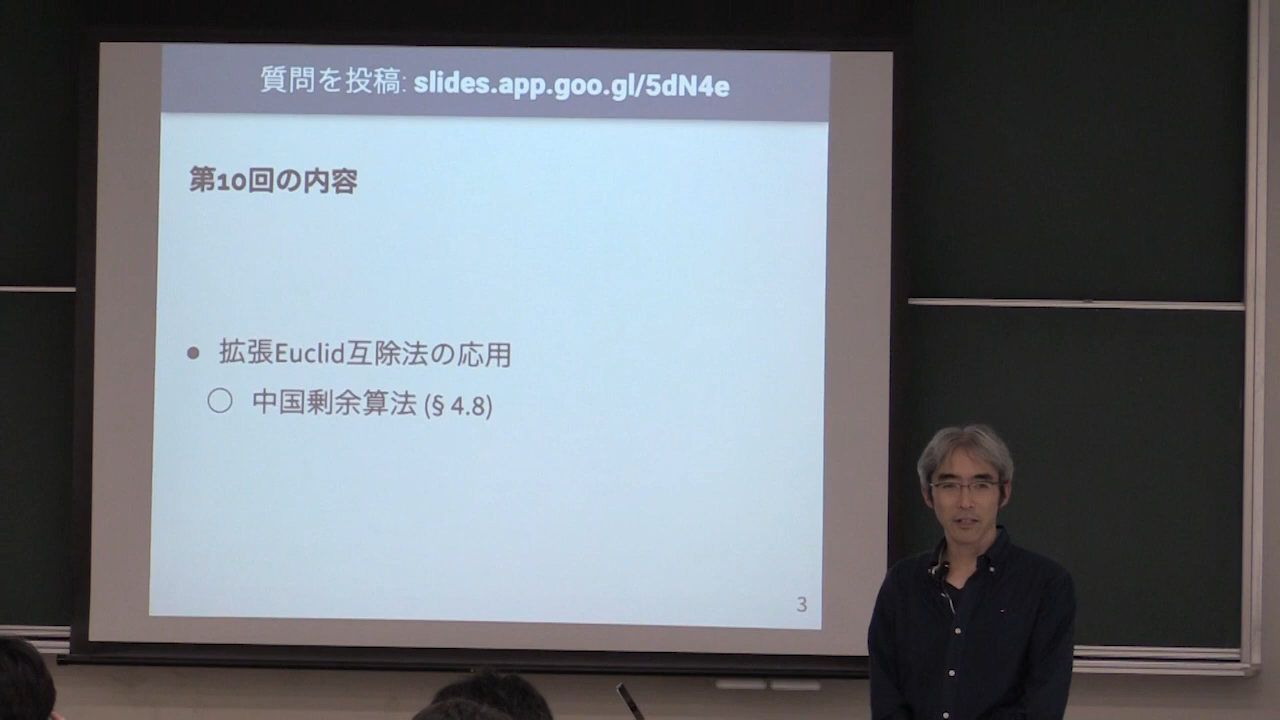 質問を投稿: slides.app.goo.gl/5dN4e
第10回の内容
● 拡張Euclid互除法の応用
○ 中国剰余算法 (§ 4.8)
3